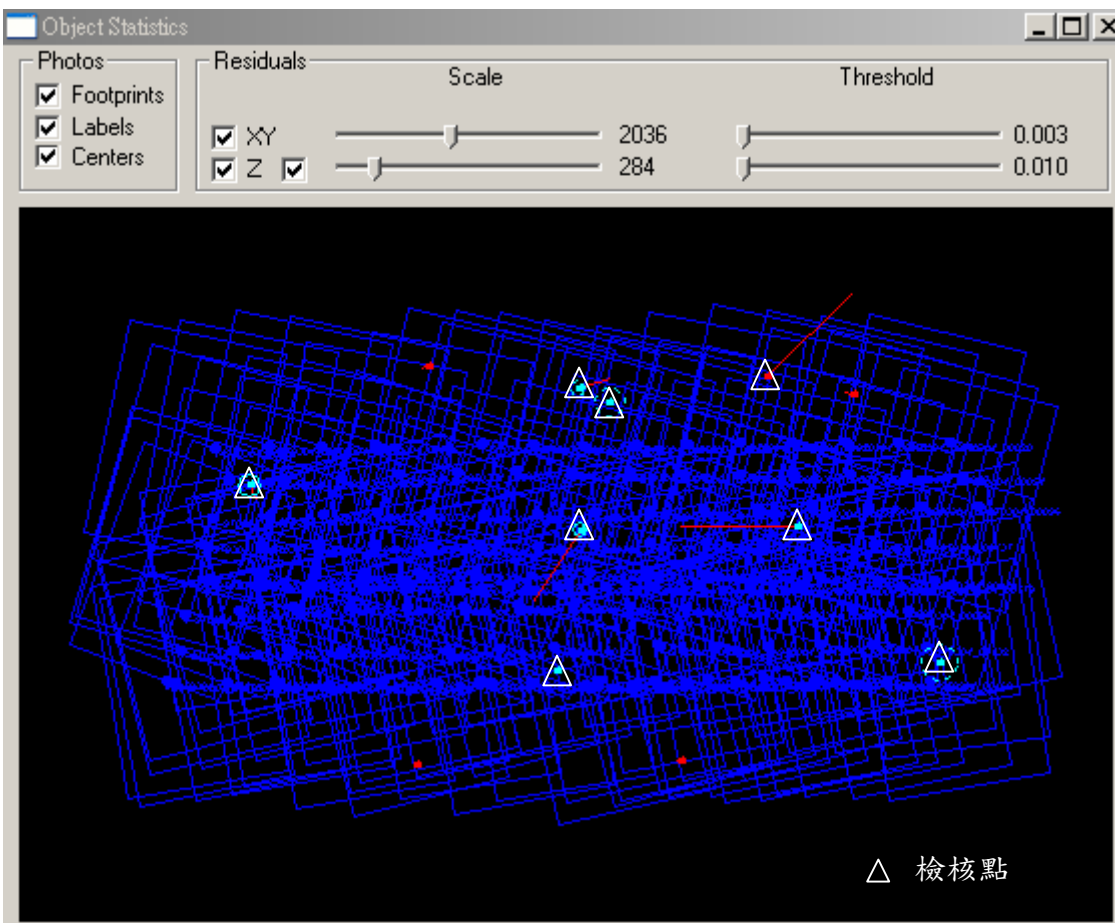 Object Statistics
Photos
Footprints
Labels
Centers
Residuals
Scale
Threshold
XY
2036
0.003
Z
284
0.010
△ 檢核點